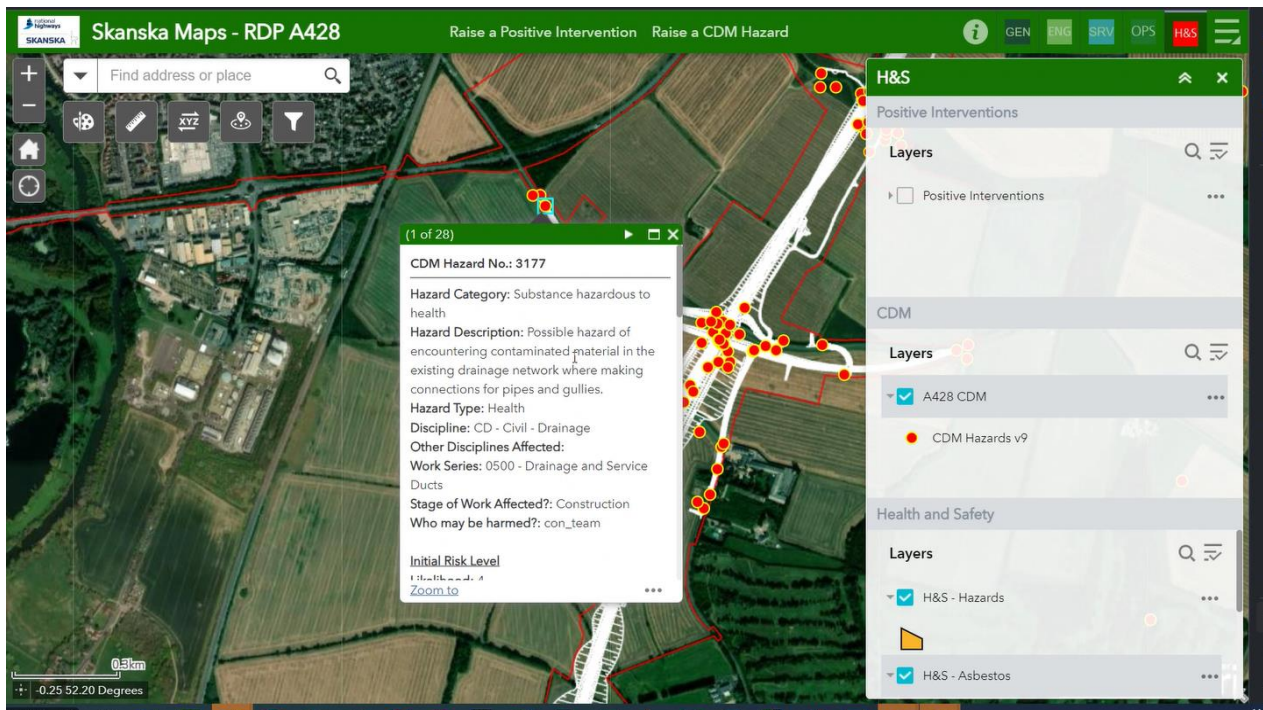 national
highways
SKANSKA
Skanska Maps - RDP A428
Raise a Positive Intervention Raise a CDM Hazard
GEN
ENG
SRV
OPS
H&S
Find address or place
XYZ
(1 of 28)
CDM Hazard No.: 3177
Hazard Category: Substance hazardous to
health
Hazard Description: Possible hazard of
encountering contaminated material in the
existing drainage network where making
connections for pipes and gullies.
Hazard Type: Health
Discipline: CD - Civil - Drainage
Other Disciplines Affected:
Work Series: 0500 - Drainage and Service
Ducts
Stage of Work Affected?: Construction
Who may be harmed?: con_team
Initial Risk Level
Likelihood: 4
Zoom to
H&S
Positive Interventions
Layers
Positive Interventions
CDM
Layers
A428 CDM
CDM Hazards v9
Health and Safety
Layers
H&S - Hazards
H&S - Asbestos
0.3km
-0.25 52.20 Degrees